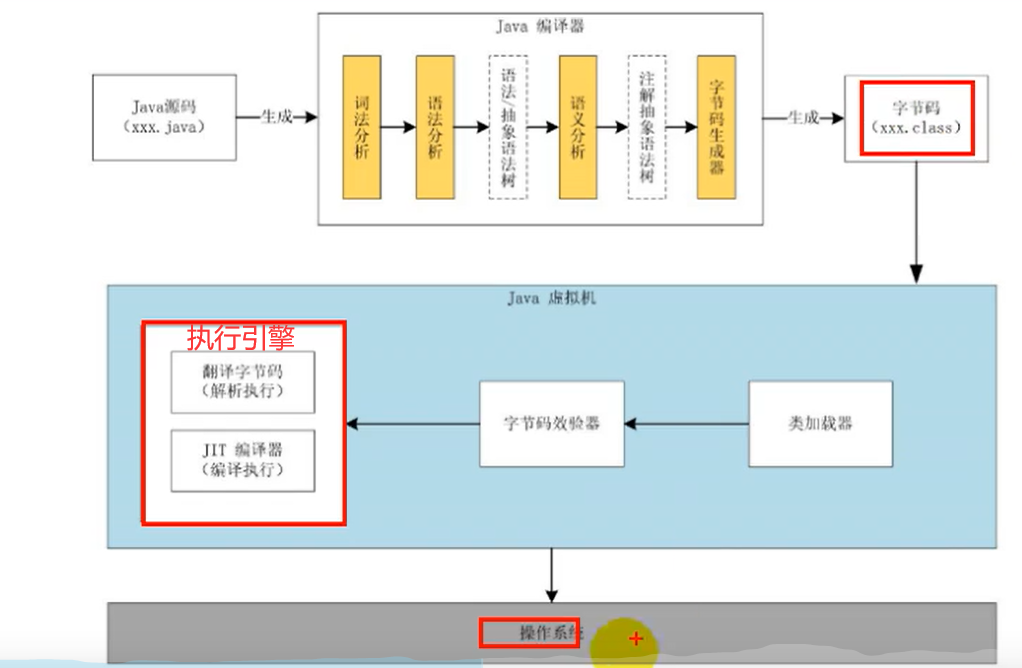 Java 编译器
Java源码
（xxx.java）
生成
词法分析
语法分析
语法/抽象语法树
语义分析
注解抽象语法树
字节码生成器
生成
字节码
（xxx.class）
Java 虚拟机
执行引擎
翻译字节码
（解析执行）
JIT 编译器
（编译执行）
字节码效验器
类加载器
操作系统